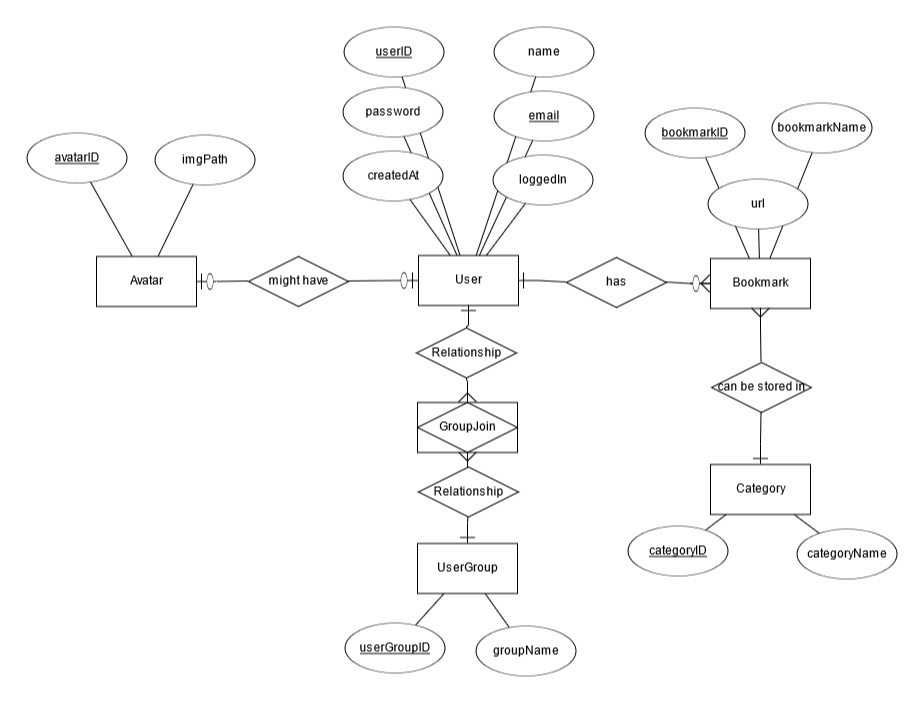 userID
name
password
email
bookmarkID
bookmarkName
avatarID
imgPath
createdAt
loggedIn
url
Avatar
might have
User
has
Bookmark
Relationship
can be stored in
GroupJoin
Relationship
Category
categoryID
categoryName
UserGroup
userGroupID
groupName